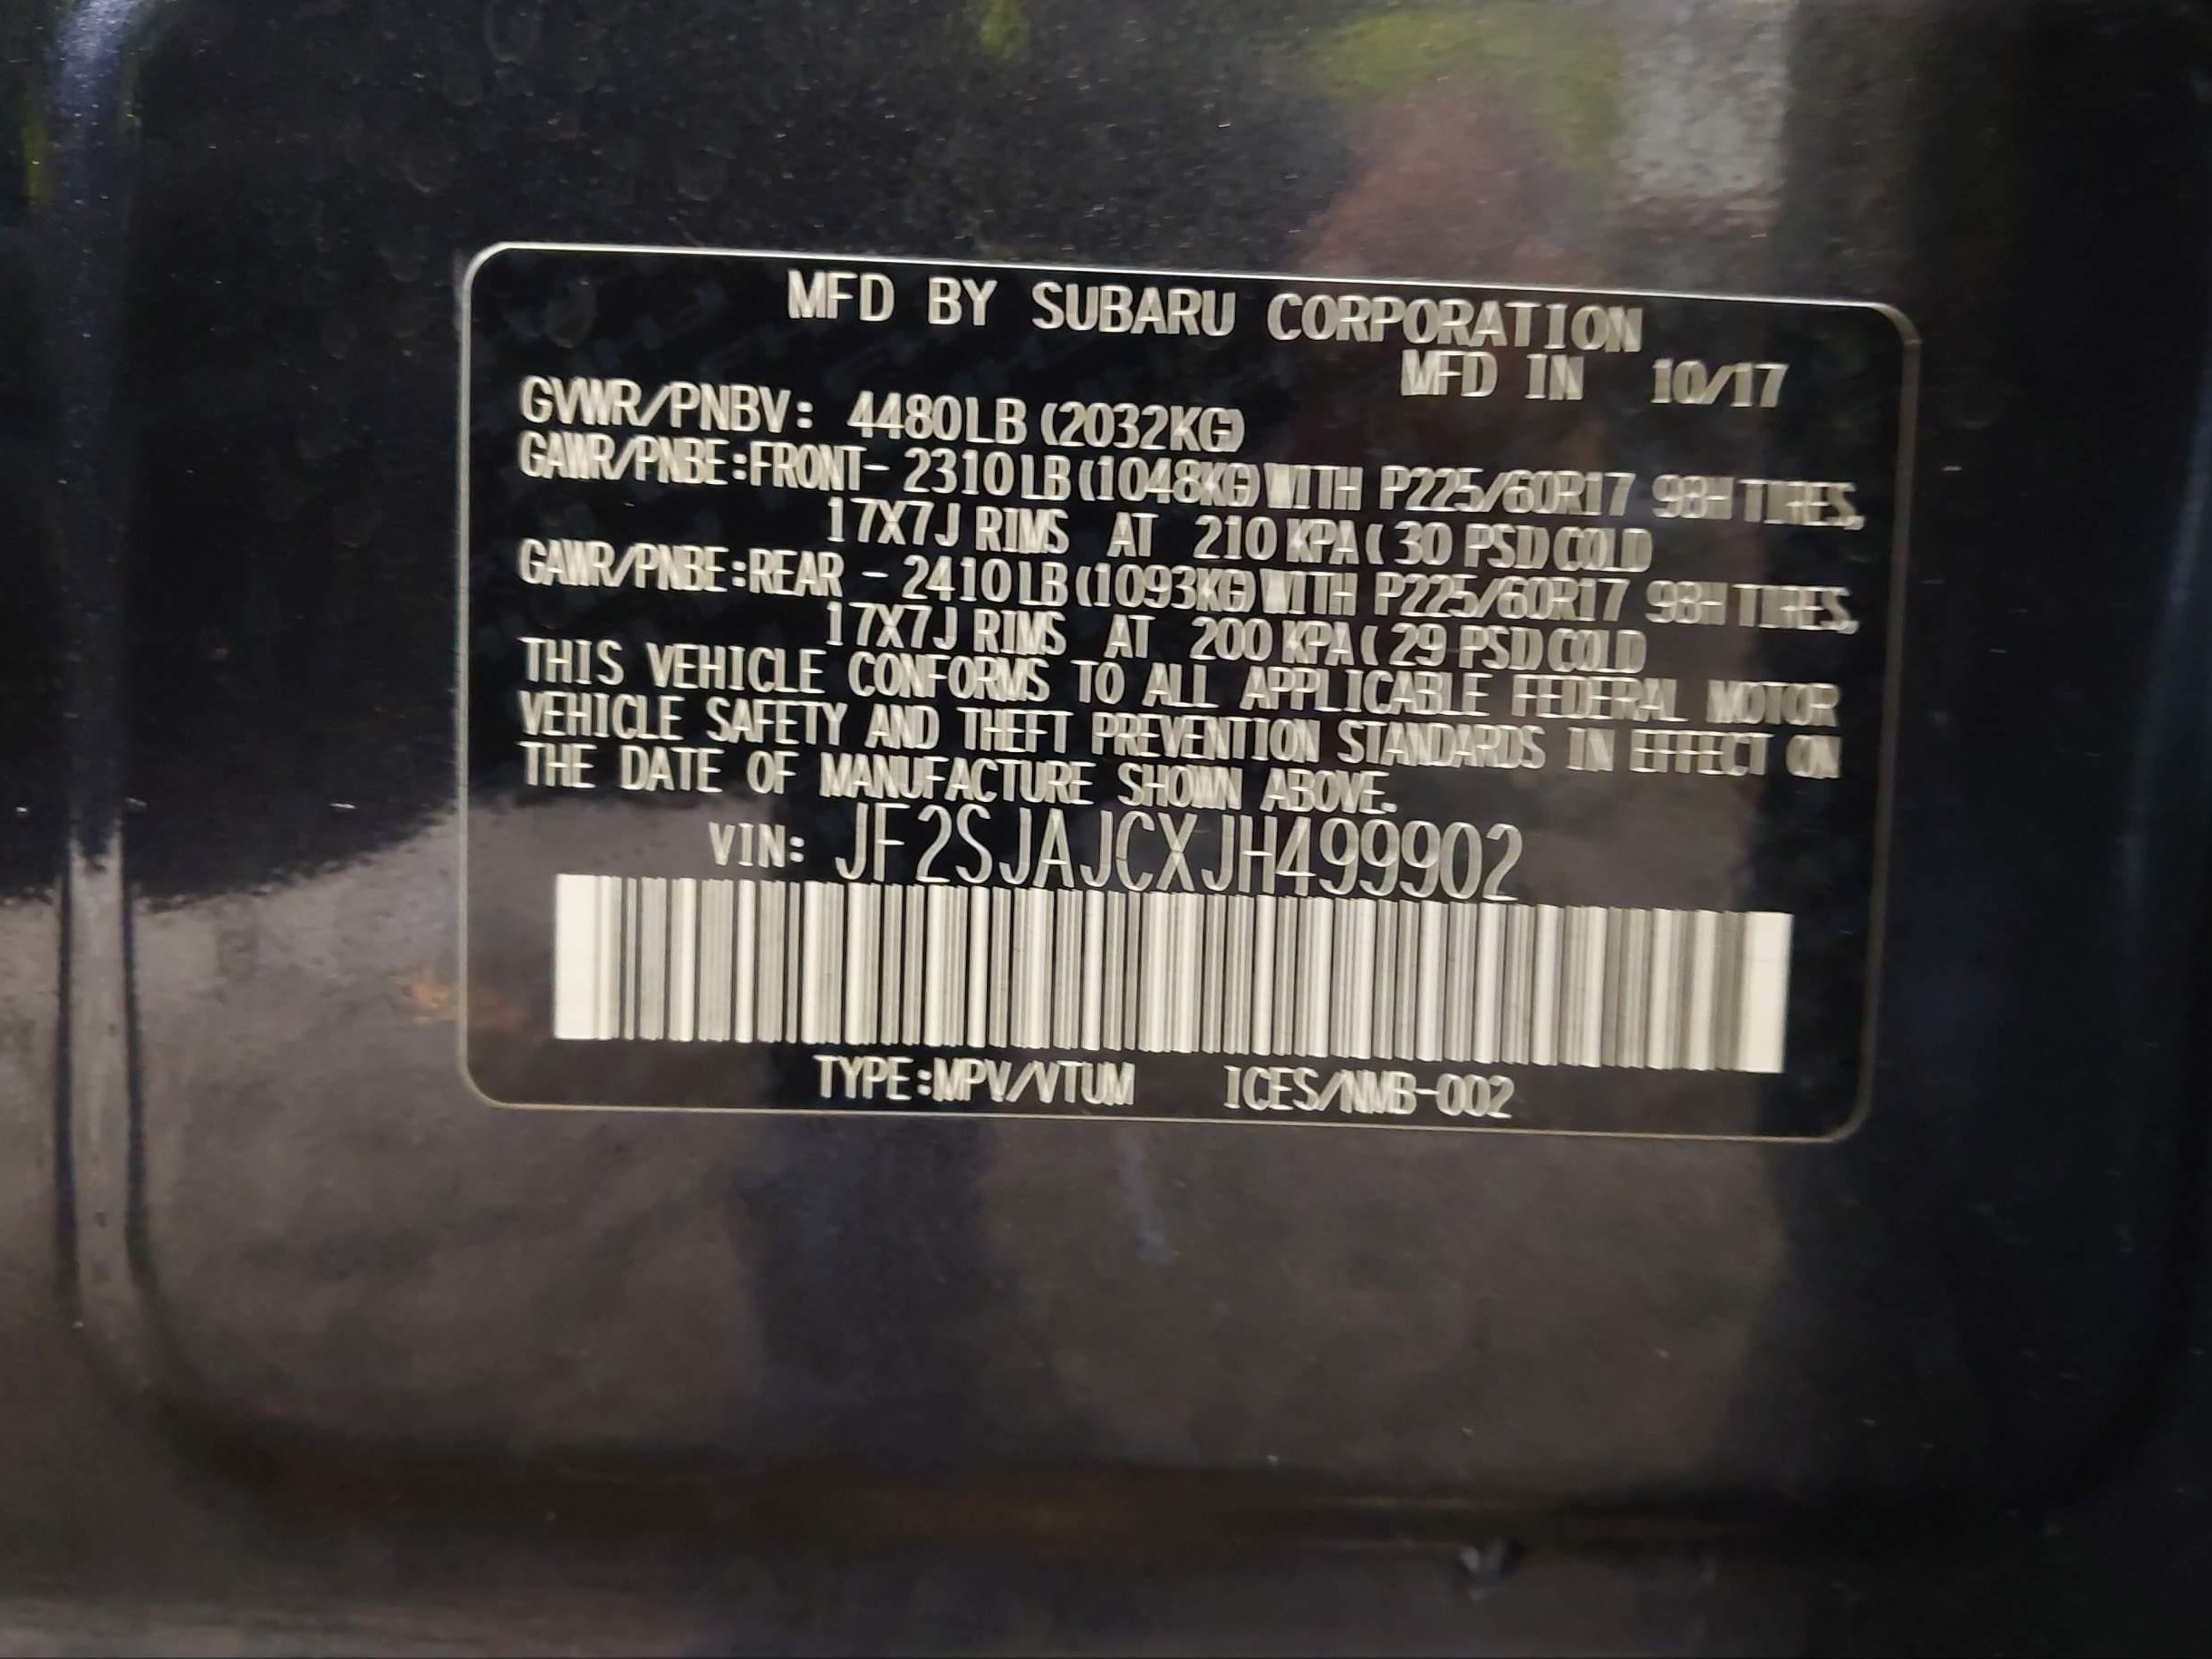 MFD BY SUBARU CORPORATION
MFD IN 10/17
GVWR/PNBV: 4480LB (2032KG)
GAWR/PNBE:FRONT- 2310LB(1048KG)WITH P225/60R17 98H TIRES,
17X7J RIMS AT 210 KPA( 30 PSI)COLD
GAWR/PNBE:REAR - 2410LB(1093KG)WITH P225/60R17 98H TIRES,
17X7J RIMS AT 200 KPA( 29 PSI)COLD
THIS VEHICLE CONFORMS TO ALL APPLICABLE FEDERAL MOTOR
VEHICLE SAFETY AND THEFT PREVENTION STANDARDS IN EFFECT ON
THE DATE OF MANUFACTURE SHOWN ABOVE.
VIN: JF2SJAJCXJH499902
TYPE:MPV/VTUM ICES/NMB-002